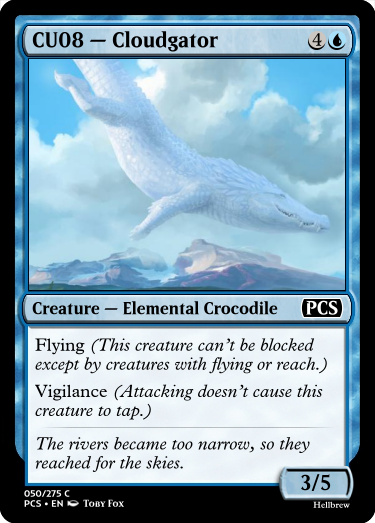 CU08 — Cloudgator 4
Creature — Elemental Crocodile PCS
Flying (This creature can't be blocked
except by creatures with flying or reach.)
Vigilance (Attacking doesn't cause this
creature to tap.)
The rivers became too narrow, so they
reached for the skies.
3/5
050/275 C
PCS • EN Toby Fox
Hellbrew